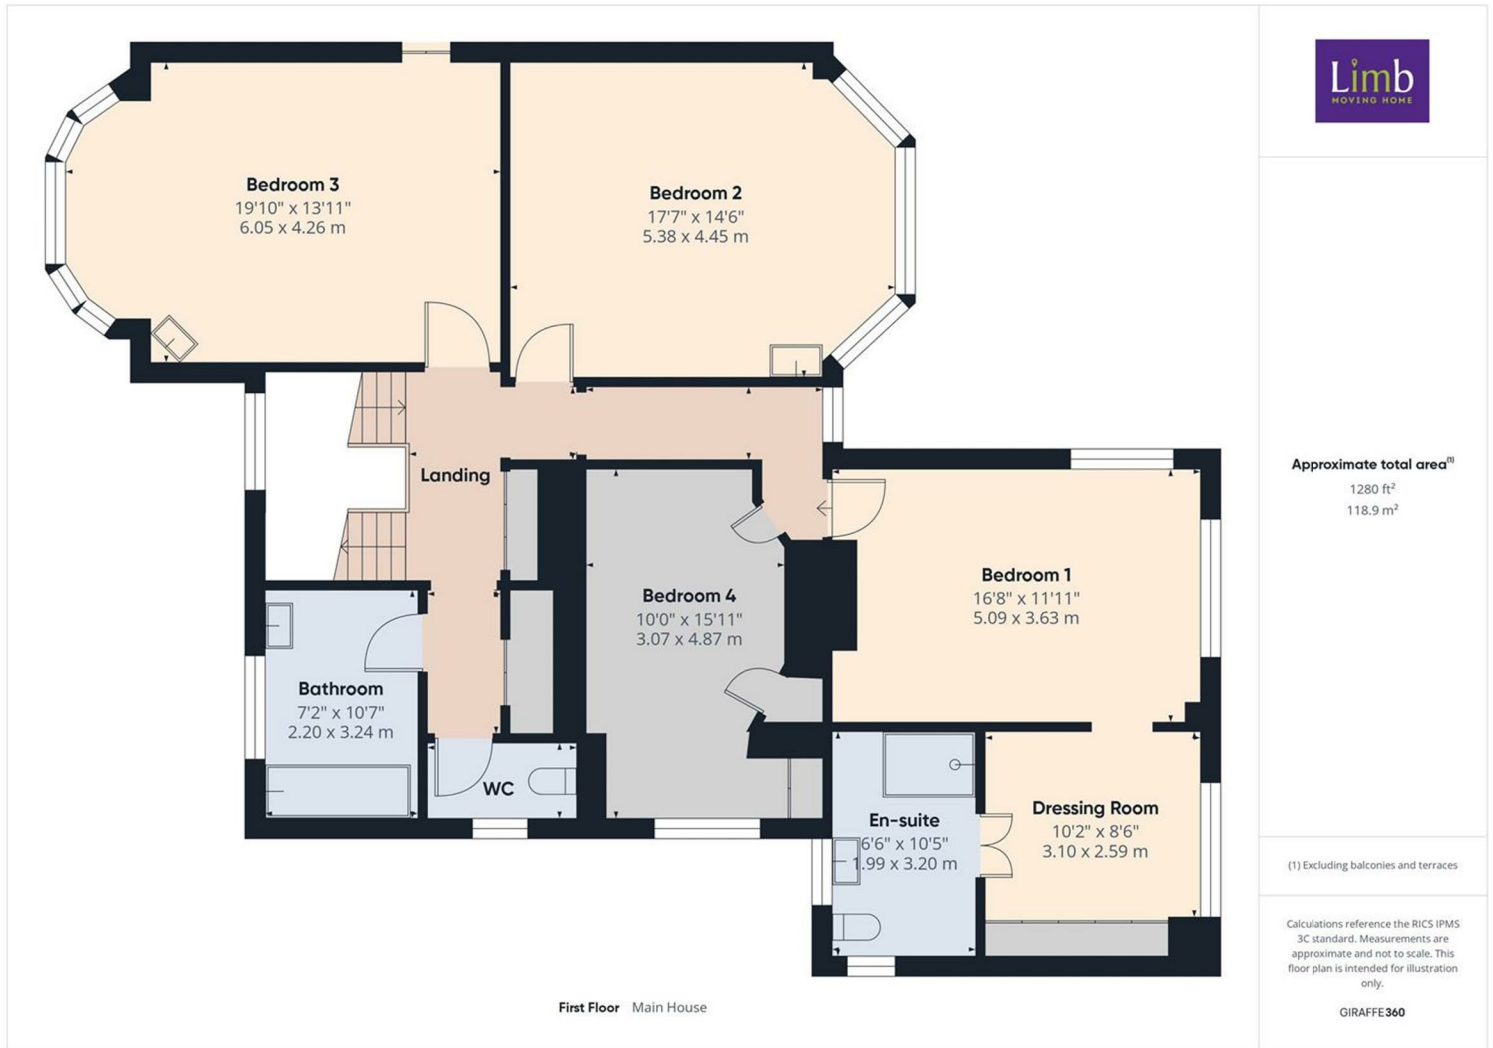 Limb
MOVING HOME
Bedroom 3
19'10" x 13'11"
6.05 x 4.26 m
Bedroom 2
17'7" x 14'6"
5.38 x 4.45 m
Landing
Bedroom 4
10'0" x 15'11"
3.07 x 4.87 m
Bedroom 1
16'8" x 11'11"
5.09 x 3.63 m
Bathroom
7'2" x 10'7"
2.20 x 3.24 m
WC
En-suite
6'6" x 10'5"
1.99 x 3.20 m
Dressing Room
10'2" x 8'6"
3.10 x 2.59 m
First Floor Main House
Approximate total area(1)
1280 ft²
118.9 m²
(1) Excluding balconies and terraces
Calculations reference the RICS IPMS
3C standard. Measurements are
approximate and not to scale. This
floor plan is intended for illustration
only.
GIRAFFE360